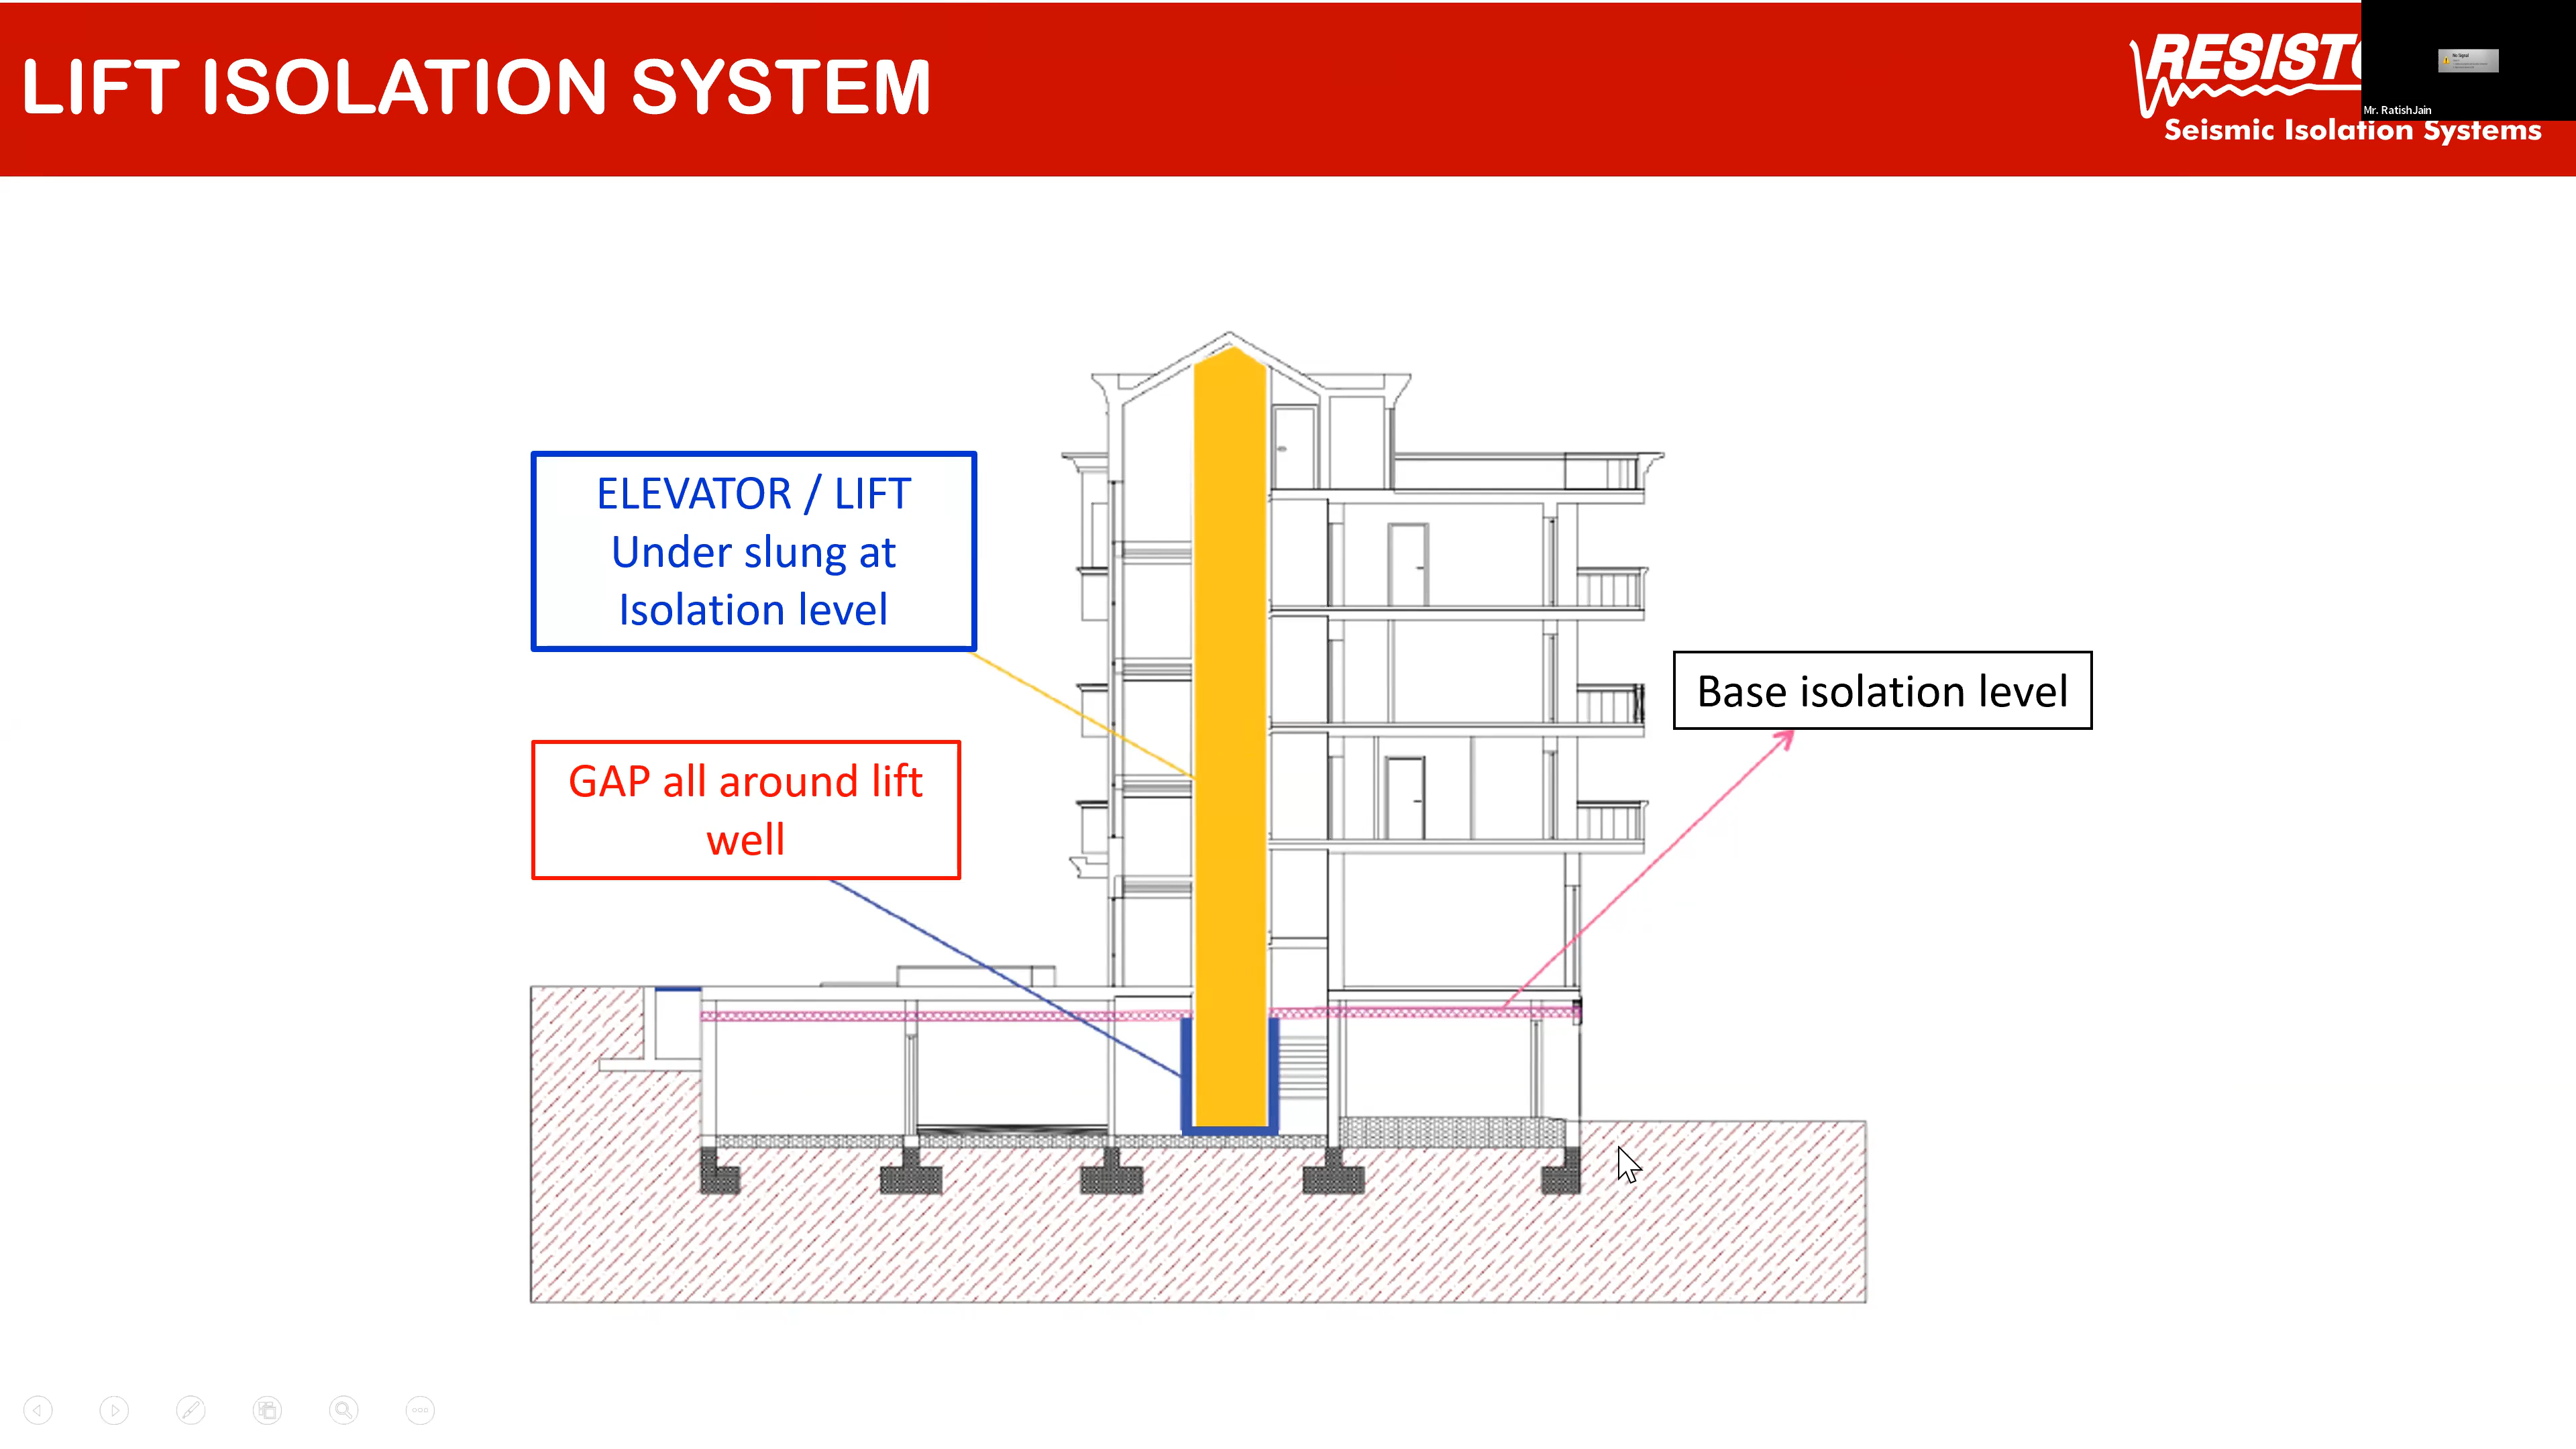 LIFT ISOLATION SYSTEM
Seismic Isolation Systems
Mr. RatishJain
ELEVATOR / LIFT
Under slung at
Isolation level
GAP all around lift
well
Base isolation level